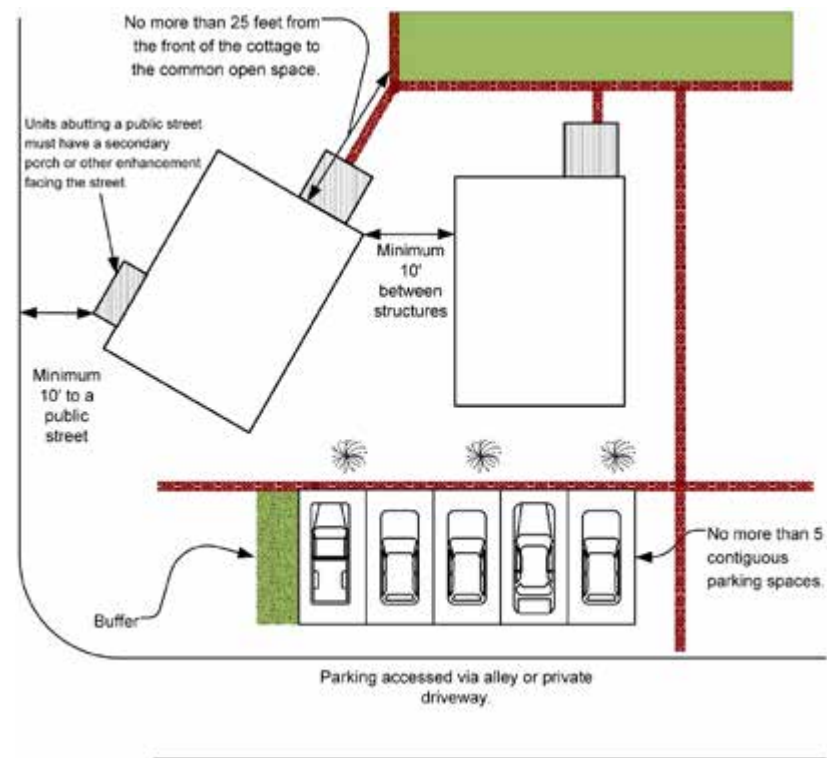 No more than 25 feet from
the front of the cottage to
the common open space.
Units abutting a public street
must have a secondary
porch or other enhancement
facing the street
Minimum
10'
between
structures
Minimum
10' to a
public
street
No more than 5
contiguous
parking spaces.
Buffer
Parking accessed via alley or private
driveway.